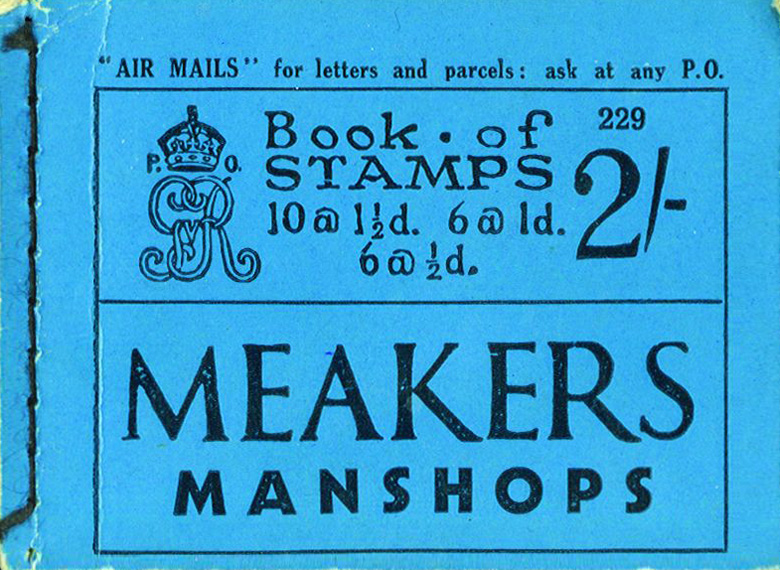 "AIR MAILS" for letters and parcels: ask at any P.O.
229
P. O.
GVR
Book · of
STAMPS
2/-
10 @ 1½d. 6 @ 1d.
6 @ ½d.
MEAKERS
MANSHOPS